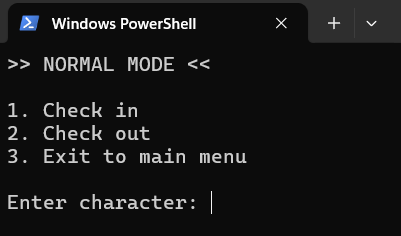 Windows PowerShell
>> NORMAL MODE <<
1. Check in
2. Check out
3. Exit to main menu
Enter character: